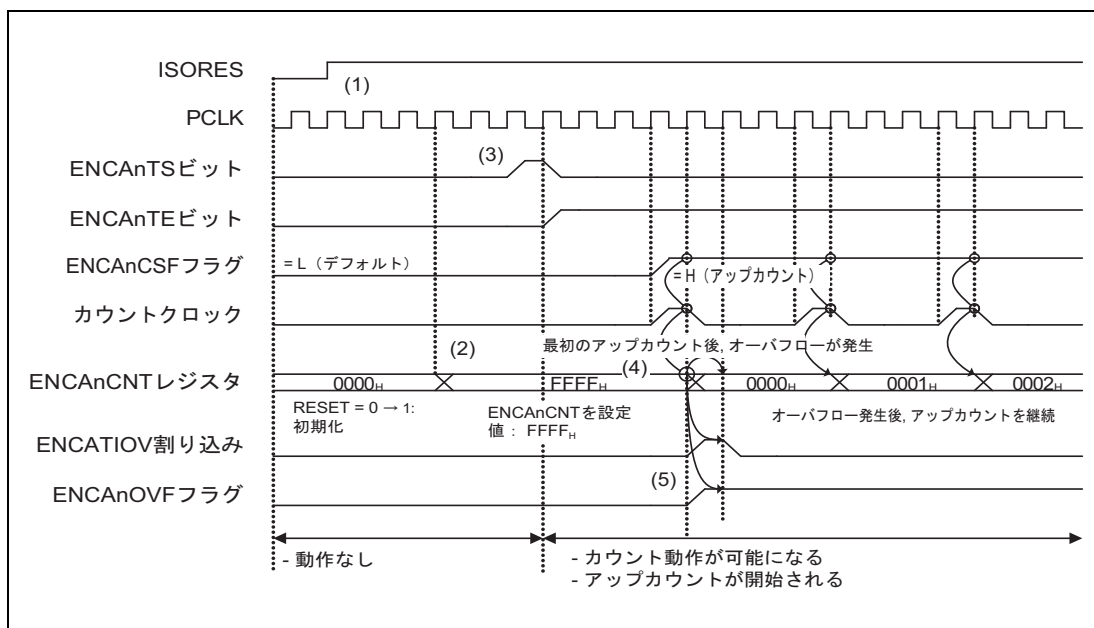 ISORES
(1)
PCLK
(3)
ENCAnTSビット
ENCAnTEビット
ENCAnCSFフラグ
= L（デフォルト）
= H（アップカウント）
カウントクロック
(2)
最初のアップカウント後, オーバフローが発生
(4)
ENCAnCNTレジスタ
0000H
FFFFH
0000H
0001H
0002H
RESET = 0 → 1:
初期化
ENCAnCNTを設定
値： FFFFH
オーバフロー発生後, アップカウントを継続
ENCATIOV割り込み
(5)
ENCAnOVFフラグ
- 動作なし
- カウント動作が可能になる
- アップカウントが開始される